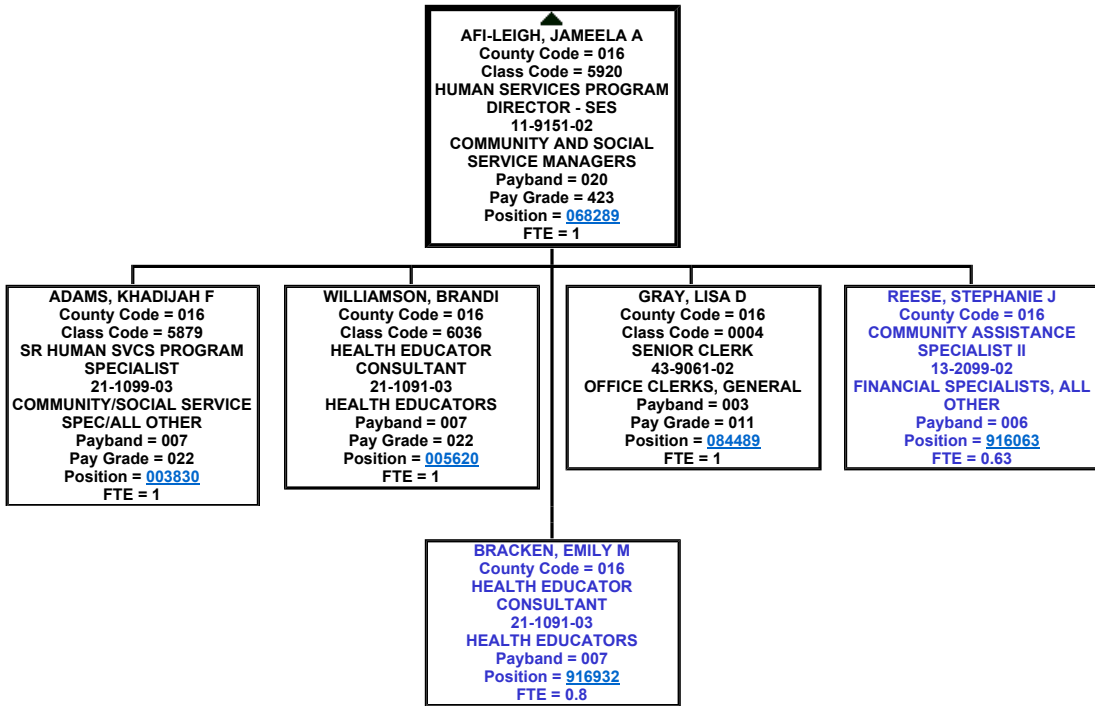 AFI-LEIGH, JAMEELA A
County Code = 016
Class Code = 5920
HUMAN SERVICES PROGRAM
DIRECTOR - SES
11-9151-02
COMMUNITY AND SOCIAL
SERVICE MANAGERS
Payband = 020
Pay Grade = 423
Position = 068289
FTE = 1
ADAMS, KHADIJAH F
County Code = 016
Class Code = 5879
SR HUMAN SVCS PROGRAM
SPECIALIST
21-1099-03
COMMUNITY/SOCIAL SERVICE
SPEC/ALL OTHER
Payband = 007
Pay Grade = 022
Position = 003830
FTE = 1
WILLIAMSON, BRANDI
County Code = 016
Class Code = 6036
HEALTH EDUCATOR
CONSULTANT
21-1091-03
HEALTH EDUCATORS
Payband = 007
Pay Grade = 022
Position = 005620
FTE = 1
GRAY, LISA D
County Code = 016
Class Code = 0004
SENIOR CLERK
43-9061-02
OFFICE CLERKS, GENERAL
Payband = 003
Pay Grade = 011
Position = 084489
FTE = 1
REESE, STEPHANIE J
County Code = 016
COMMUNITY ASSISTANCE
SPECIALIST II
13-2099-02
FINANCIAL SPECIALISTS, ALL
OTHER
Payband = 006
Position = 916063
FTE = 0.63
BRACKEN, EMILY M
County Code = 016
HEALTH EDUCATOR
CONSULTANT
21-1091-03
HEALTH EDUCATORS
Payband = 007
Position = 916932
FTE = 0.8